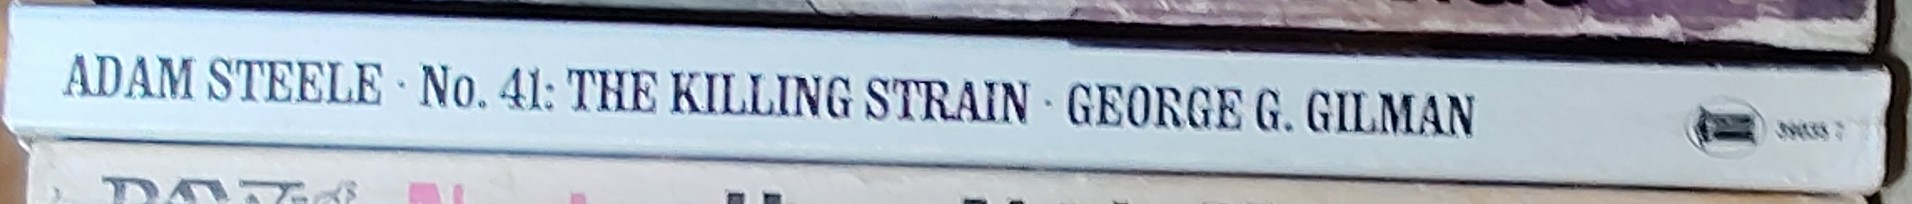 ADAM STEELE · No. 41: THE KILLING STRAIN · GEORGE G. GILMAN